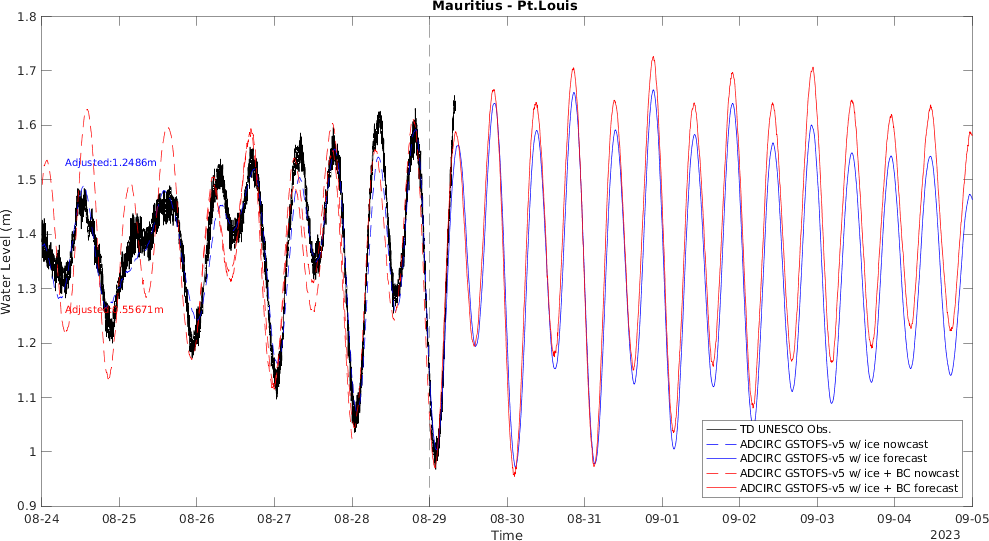 Mauritius - Pt.Louis
1.8
1.7
1.6
1.5
1.4
1.3
1.2
1.1
1
0.9
Water Level (m)
Adjusted:1.2486m
Adjusted: .55671m
TD UNESCO Obs.
ADCIRC GSTOFS-v5 w/ ice nowcast
ADCIRC GSTOFS-v5 w/ ice forecast
ADCIRC GSTOFS-v5 w/ ice + BC nowcast
ADCIRC GSTOFS-v5 w/ ice + BC forecast
08-24 08-25 08-26 08-27 08-28 08-29 08-30 08-31 09-01 09-02 09-03 09-04 09-05
Time
2023